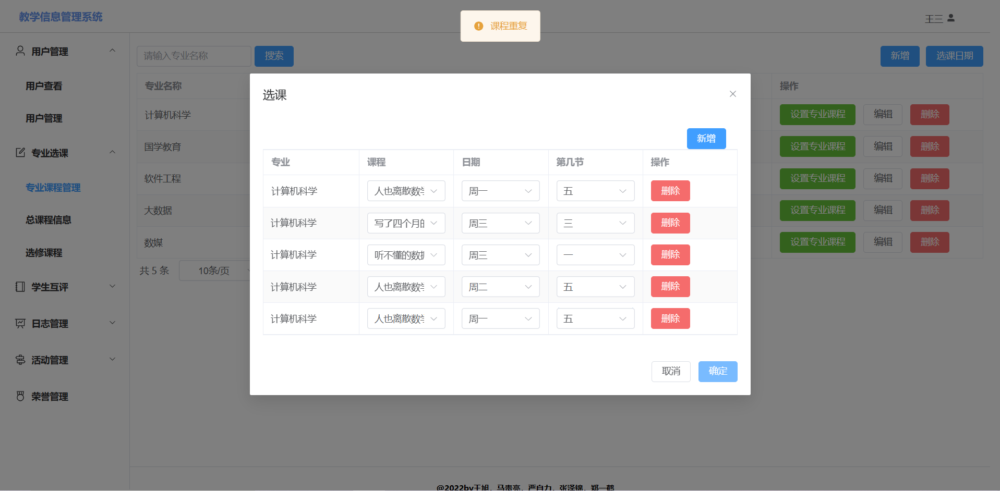 教学信息管理系统
课程重复
王三
用户管理
用户查看
用户管理
专业选课
专业课程管理
总课程信息
选修课程
学生互评
日志管理
活动管理
荣誉管理
请输入专业名称 搜索 新增 选课日期
专业名称 操作
计算机科学 设置专业课程 编辑 删除
国学教育 设置专业课程 编辑 删除
软件工程 设置专业课程 编辑 删除
大数据 设置专业课程 编辑 删除
数媒 设置专业课程 编辑 删除
共 5 条 10条/页
选课
新增
专业 课程 日期 第几节 操作
计算机科学 人也离散数 周一 五 删除
计算机科学 写了四个月 周三 三 删除
计算机科学 听不懂的数 周三 一 删除
计算机科学 人也离散数 周二 五 删除
计算机科学 人也离散数 周一 五 删除
取消 确定
@2022by王旭、马贵亮、严自力、张泽锦、郑一鹤